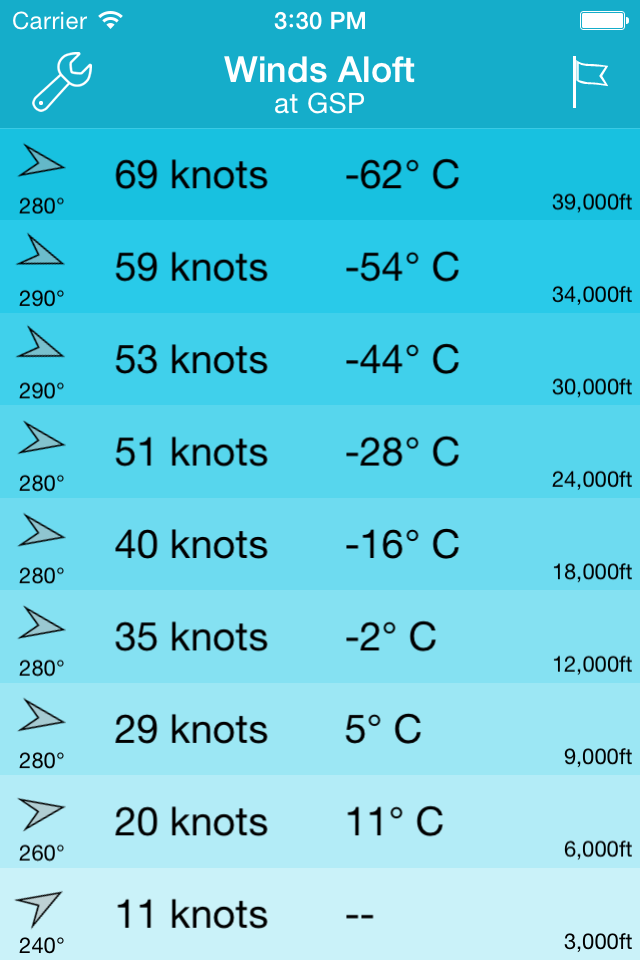 Carrier 3:30 PM
Winds Aloft
at GSP
69 knots -62° C
280° 39,000ft
59 knots -54° C
290° 34,000ft
53 knots -44° C
290° 30,000ft
51 knots -28° C
280° 24,000ft
40 knots -16° C
280° 18,000ft
35 knots -2° C
280° 12,000ft
29 knots 5° C
280° 9,000ft
20 knots 11° C
260° 6,000ft
11 knots --
240° 3,000ft